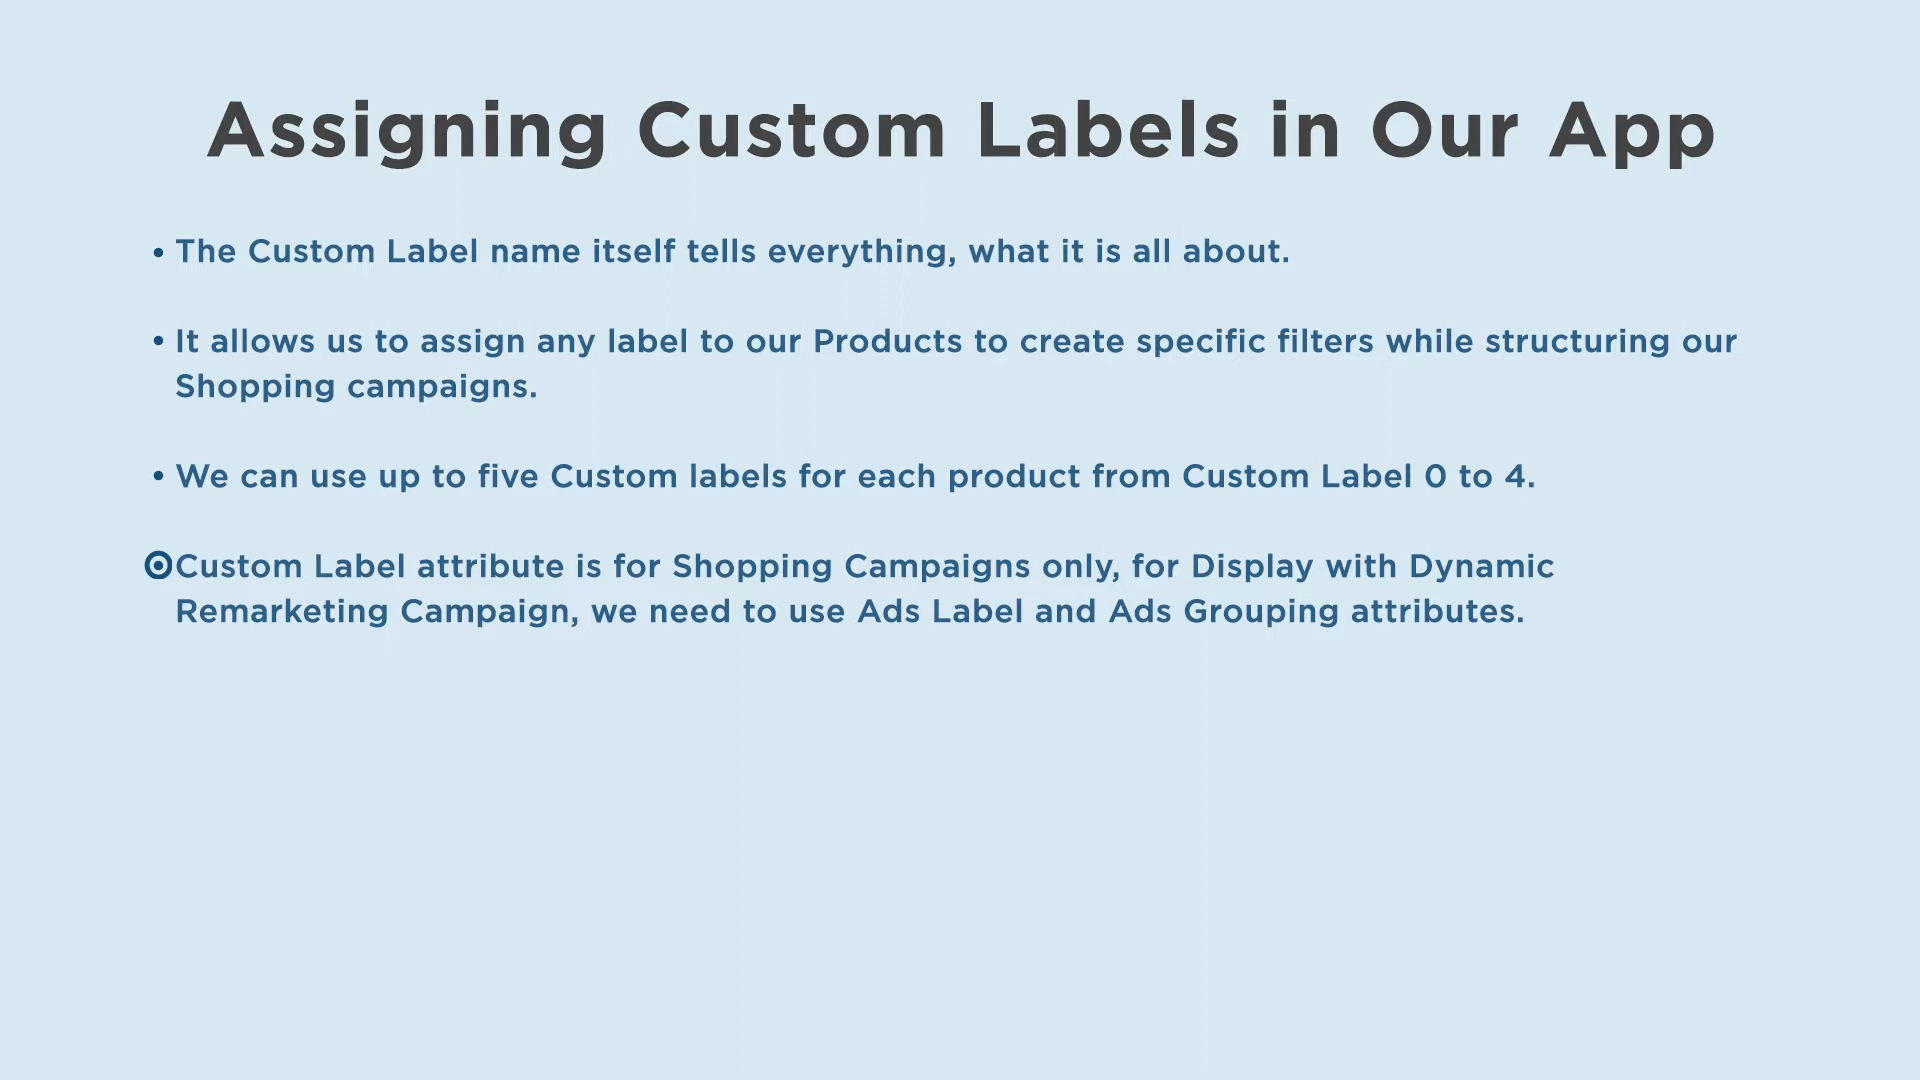 Assigning Custom Labels in Our App
• The Custom Label name itself tells everything, what it is all about.
• It allows us to assign any label to our Products to create specific filters while structuring our
Shopping campaigns.
• We can use up to five Custom labels for each product from Custom Label 0 to 4.
Custom Label attribute is for Shopping Campaigns only, for Display with Dynamic
Remarketing Campaign, we need to use Ads Label and Ads Grouping attributes.